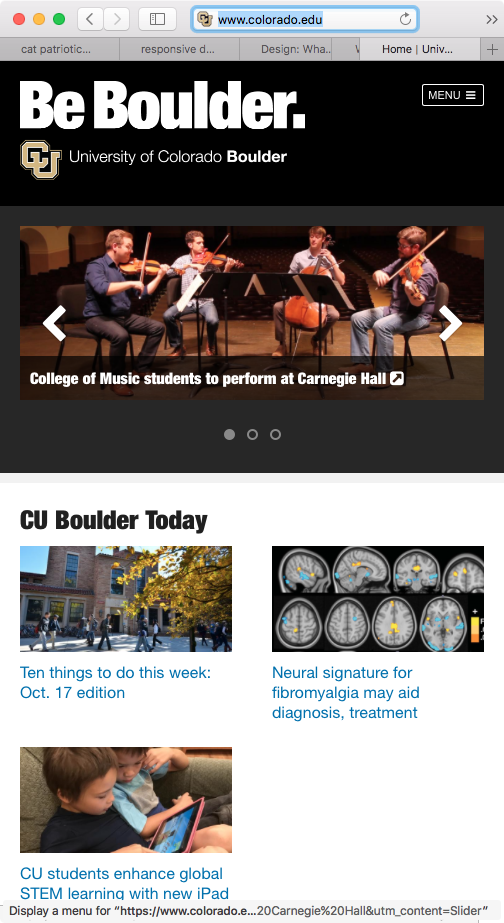 www.colorado.edu
cat patriotic...
responsive d...
Design: Wha...
Home | Univ...
Be Boulder.
MENU
CU University of Colorado Boulder
College of Music students to perform at Carnegie Hall
CU Boulder Today
Ten things to do this week:
Oct. 17 edition
Neural signature for
fibromyalgia may aid
diagnosis, treatment
CU students enhance global
STEM learning with new iPad
Display a menu for “https://www.colorado.e...20Carnegie%20Hall&utm_content=Slider”